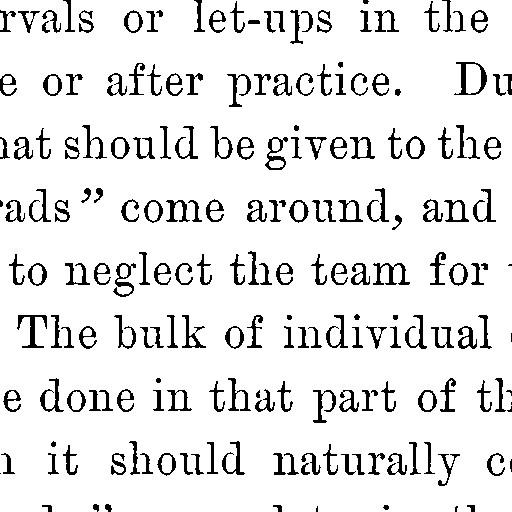 rvals or let-ups in the
e or after practice. Du
hat should be given to the
rads" come around, and
to neglect the team for
The bulk of individual
e done in that part of th
it should naturally